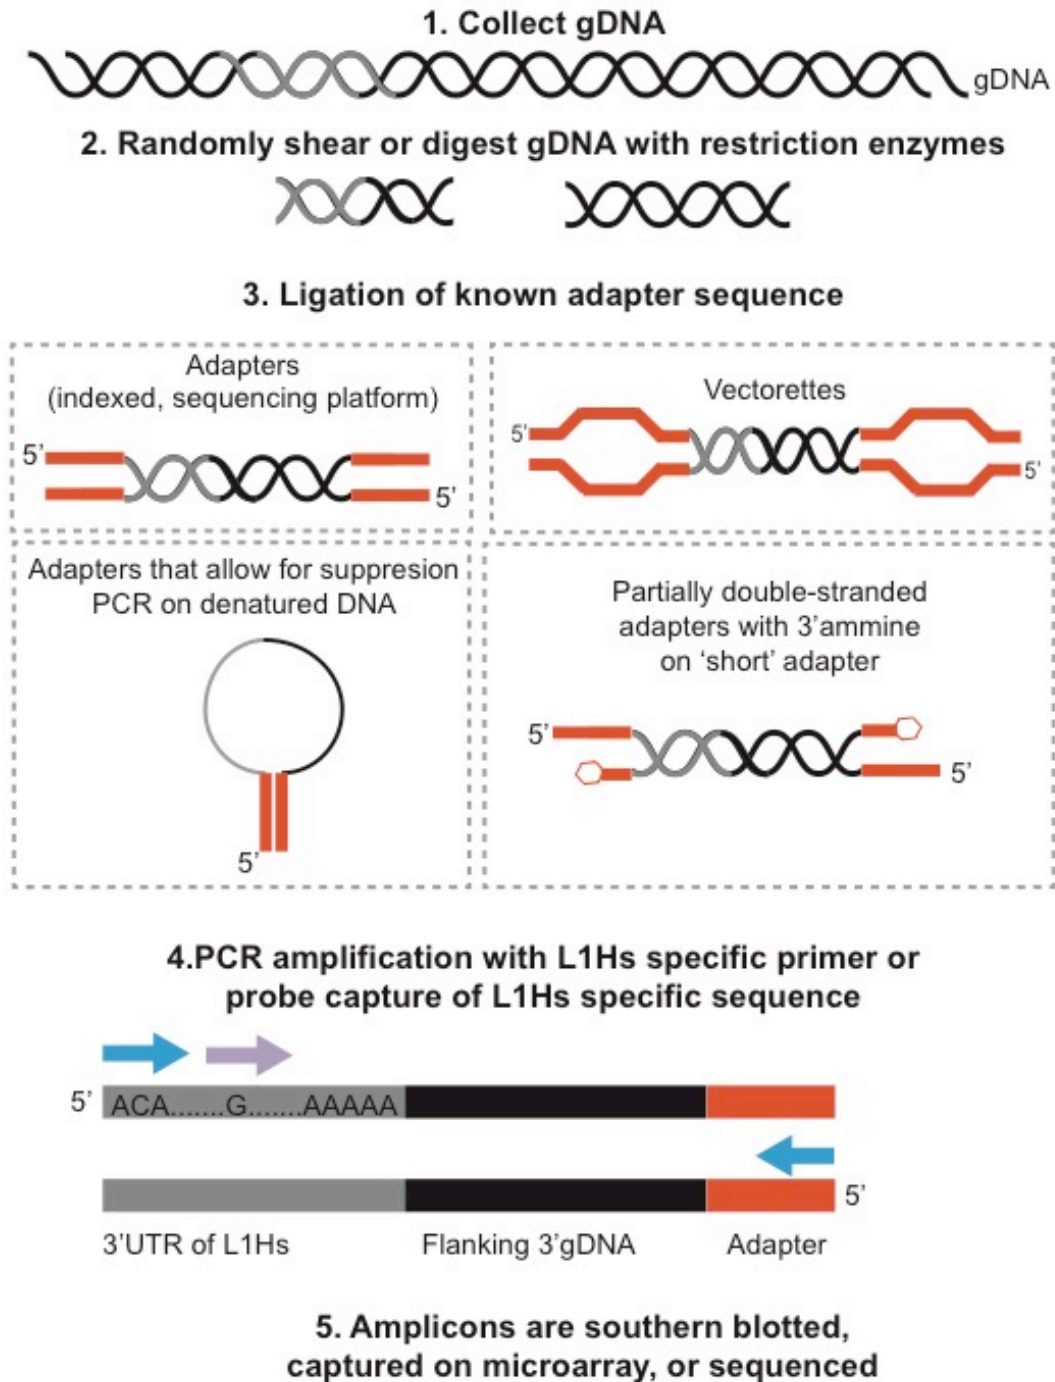 1. Collect gDNA
gDNA
2. Randomly shear or digest gDNA with restriction enzymes
3. Ligation of known adapter sequence
Adapters
(indexed, sequencing platform)
5'
5'
Vectorettes
5'
5'
Adapters that allow for suppresion
PCR on denatured DNA
5'
Partially double-stranded
adapters with 3'ammine
on 'short' adapter
5'
5'
4.PCR amplification with L1Hs specific primer or
probe capture of L1Hs specific sequence
5' ACA.......G.......AAAAA
5'
3'UTR of L1Hs Flanking 3'gDNA Adapter
5. Amplicons are southern blotted,
captured on microarray, or sequenced